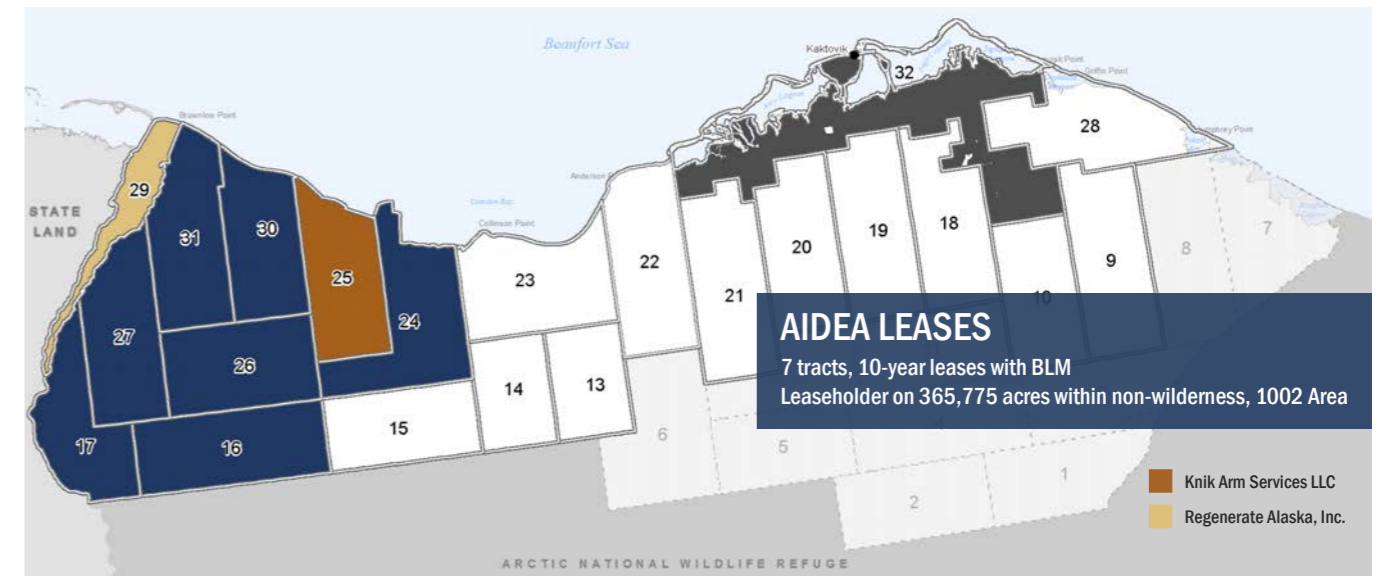 Beaufort Sea
Kaktovik
32
Griffin Point
28
Brownlow Point
29
STATE
LAND
31
30
25
24
27
26
17
16
15
14
13
23
Collinson Point
Camden Bay
22
21
20
19
18
10
9
8
7
6
5
2
1
AIDEA LEASES
7 tracts, 10-year leases with BLM
Leaseholder on 365,775 acres within non-wilderness, 1002 Area
Knik Arm Services LLC
Regenerate Alaska, Inc.
ARCTIC NATIONAL WILDLIFE REFUGE